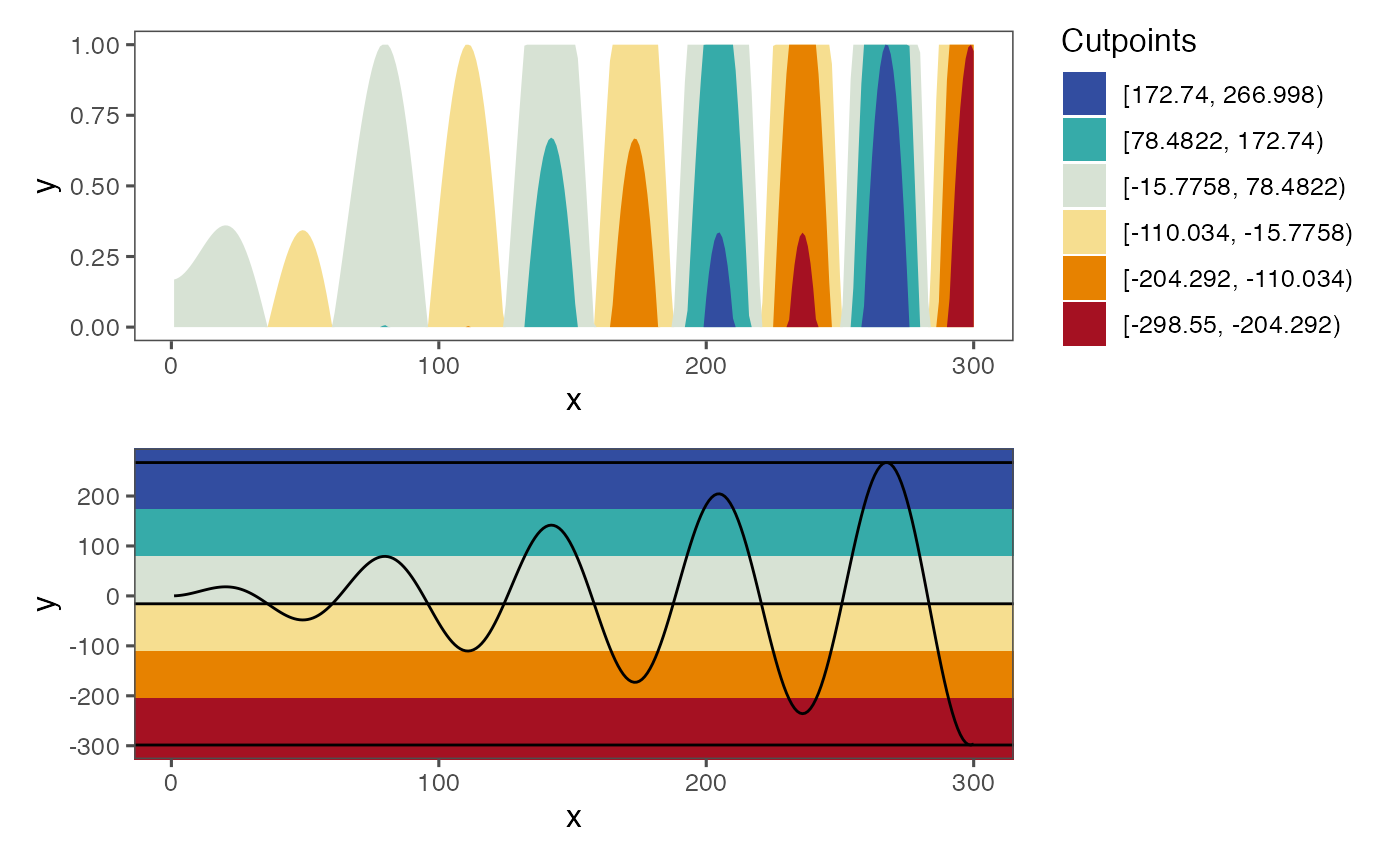 1.00
0.75
0.50
0.25
0.00
y
0 100 200 300
x
Cutpoints
[172.74, 266.998)
[78.4822, 172.74)
[-15.7758, 78.4822)
[-110.034, -15.7758)
[-204.292, -110.034)
[-298.55, -204.292)
200
100
0
-100
-200
-300
y
0 100 200 300
x